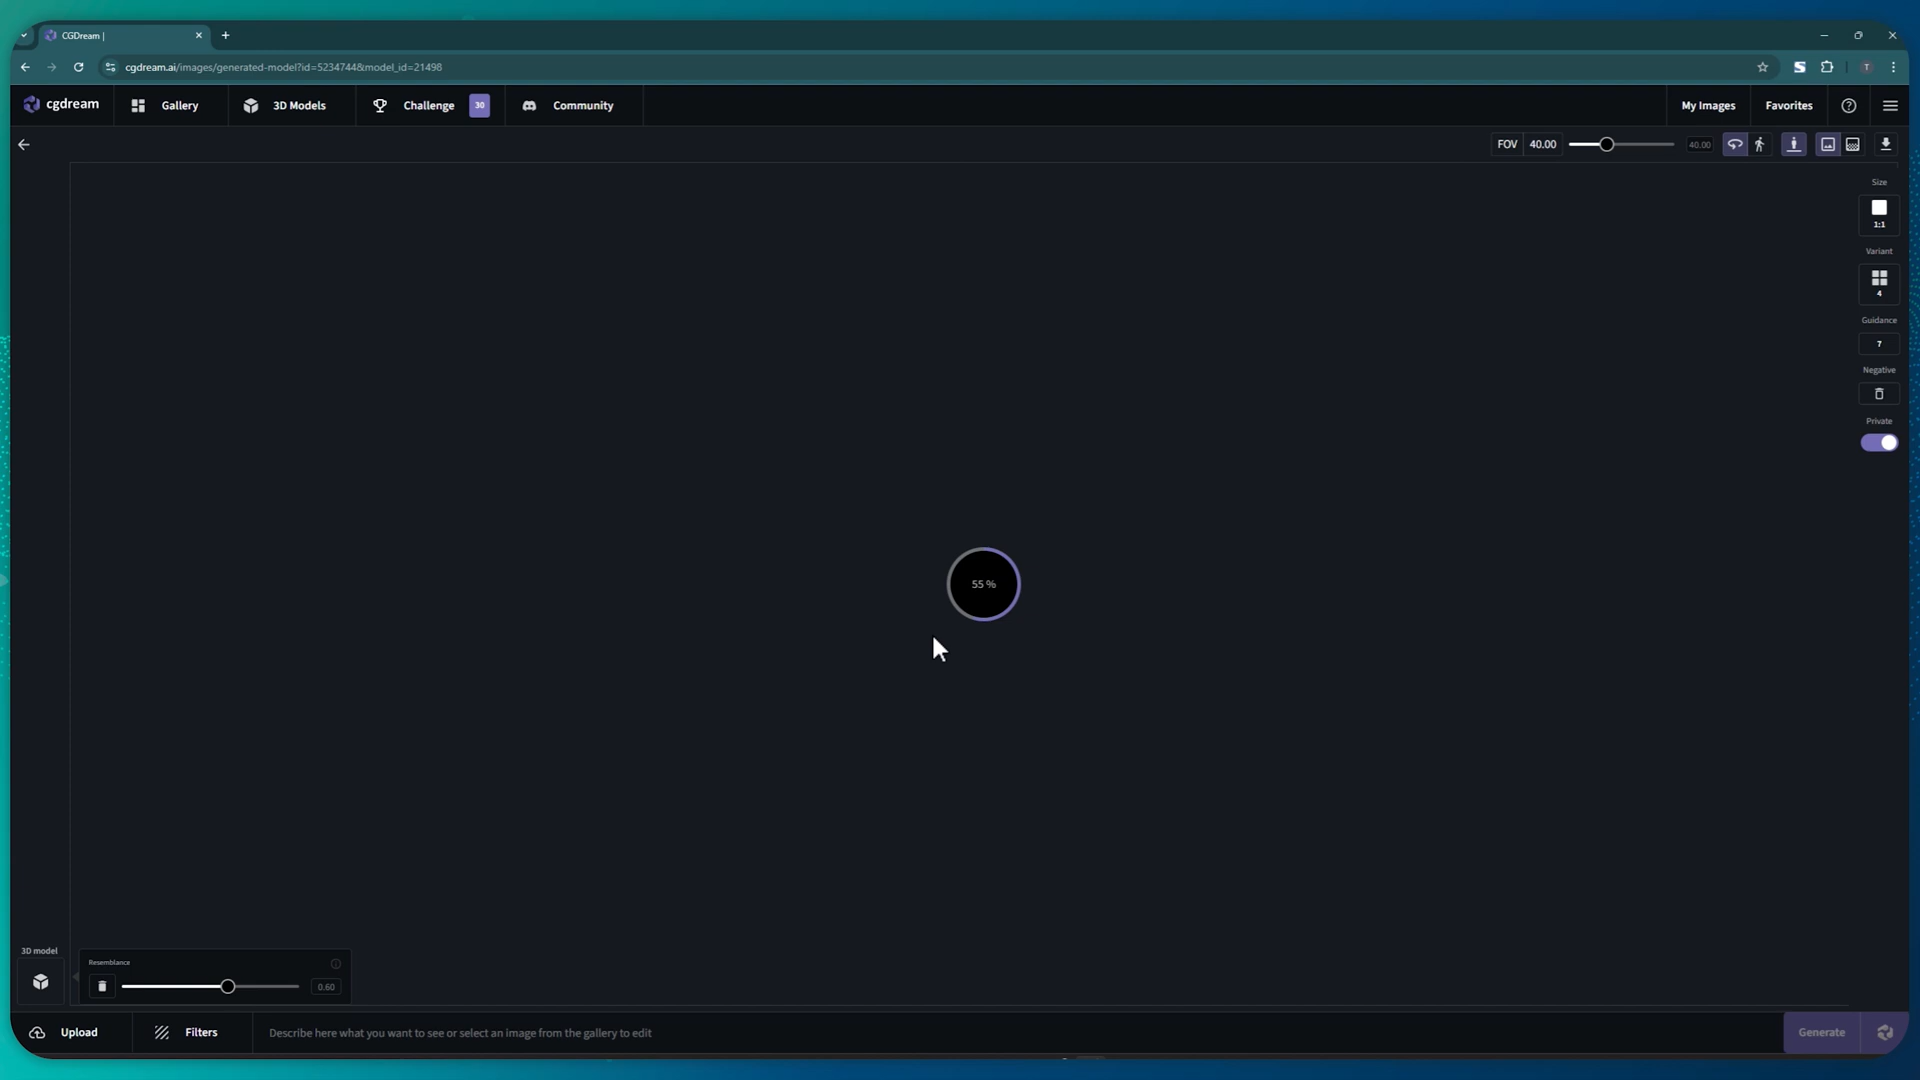 CGDream |
cgdream.ai/images/generated-model?id=5234744&model_id=21498
T
cgdream
Gallery
3D Models
Challenge
30
Community
My Images
Favorites
FOV
40.00
40.00
Size
1:1
Variant
4
Guidance
7
Negative
Private
55 %
3D model
Resemblance
0.60
Upload
Filters
Describe here what you want to see or select an image from the gallery to edit
Generate